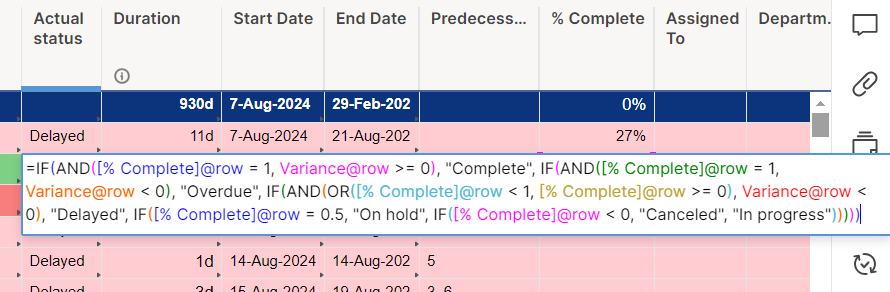 Actual status Duration Start Date End Date Predecess... % Complete Assigned To Departm.
930d 7-Aug-2024 29-Feb-202 0%
Delayed 11d 7-Aug-2024 21-Aug-202 27%
=IF(AND([% Complete]@row = 1, Variance@row >= 0), "Complete", IF(AND([% Complete]@row = 1,
Variance@row < 0), "Overdue", IF(AND(OR([% Complete]@row < 1, [% Complete]@row >= 0), Variance@row <
0), "Delayed", IF([% Complete]@row = 0.5, "On hold", IF([% Complete]@row < 0, "Canceled", "In progress")))))
Delayed 1d 14-Aug-2024 14-Aug-202 5
Delayed 3d 15-Aug-2024 19-Aug-202 3, 6